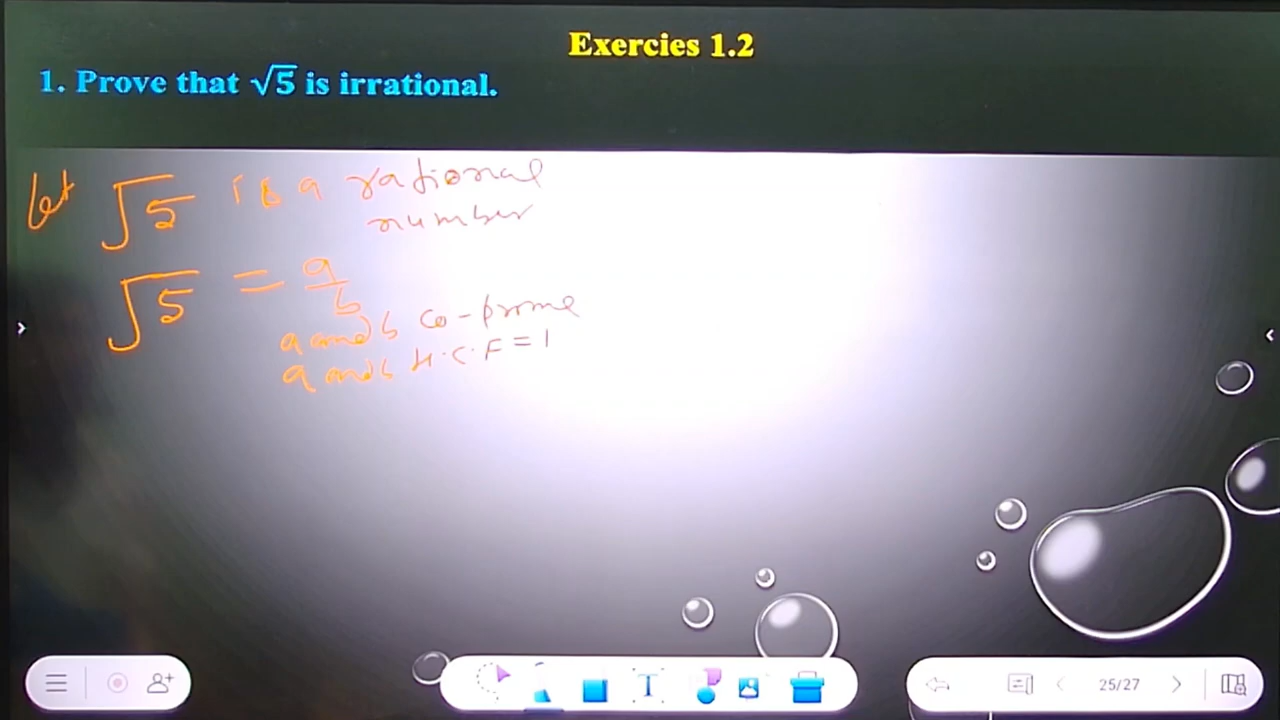 Exercies 1.2
1. Prove that √5 is irrational.
let √5 is a rational
number
√5 = a/b
a and b co-prome
a and b H.C.F = 1
25/27